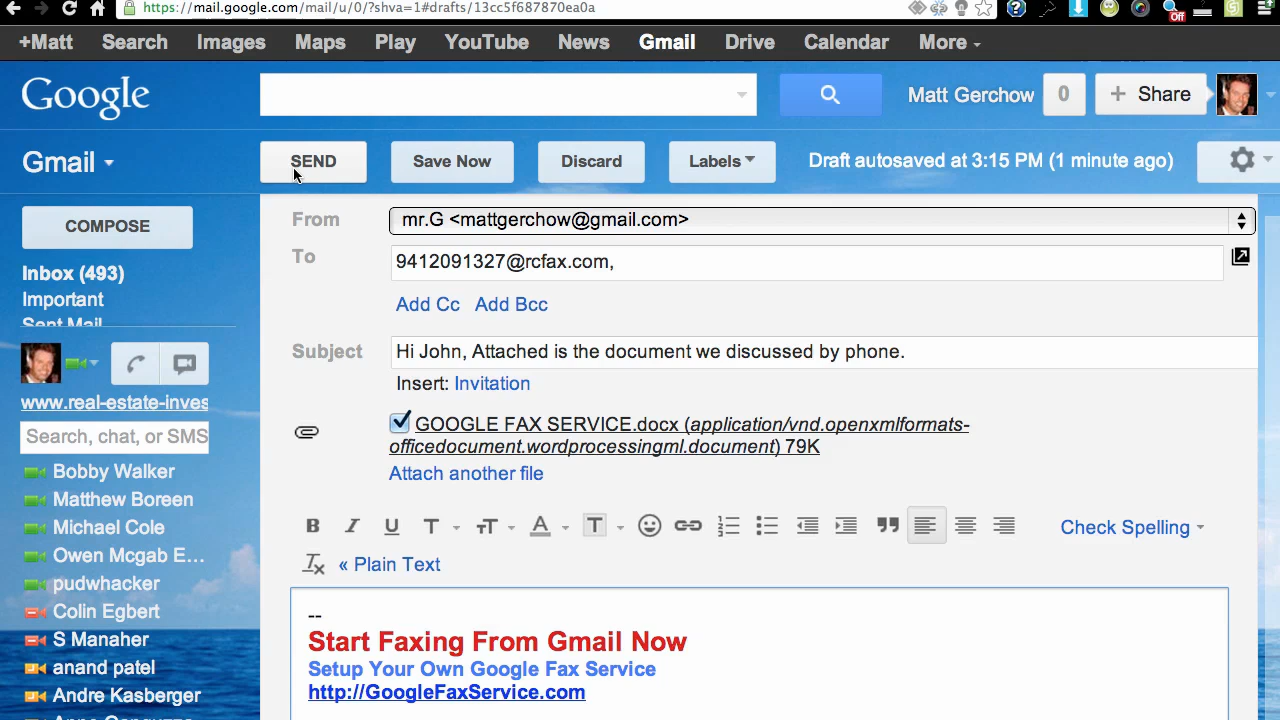 https://mail.google.com/mail/u/0/?shva=1#drafts/13cc5f687870ea0a
Off
+Matt Search Images Maps Play YouTube News Gmail Drive Calendar More
Google
Matt Gerchow 0 + Share
Gmail
SEND Save Now Discard Labels Draft autosaved at 3:15 PM (1 minute ago)
COMPOSE
Inbox (493)
Important
Sent Mail
www.real-estate-inves
Search, chat, or SMS
Bobby Walker
Matthew Boreen
Michael Cole
Owen Mcgab E...
pudwhacker
Colin Egbert
S Manaher
anand patel
Andre Kasberger
From mr.G <mattgerchow@gmail.com>
To 9412091327@rcfax.com,
Add Cc Add Bcc
Subject Hi John, Attached is the document we discussed by phone.
Insert: Invitation
GOOGLE FAX SERVICE.docx (application/vnd.openxmlformats-
officedocument.wordprocessingml.document) 79K
Attach another file
B I U T TT A T Check Spelling
Tx « Plain Text
--
Start Faxing From Gmail Now
Setup Your Own Google Fax Service
http://GoogleFaxService.com